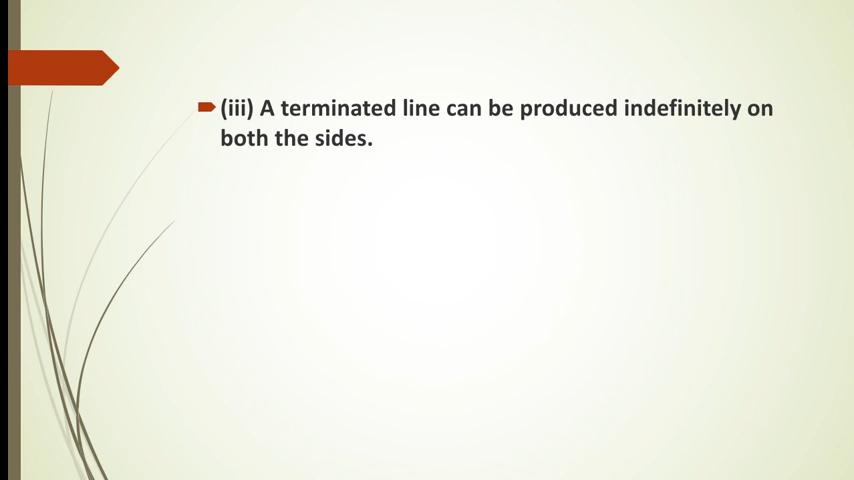 (iii) A terminated line can be produced indefinitely on
both the sides.